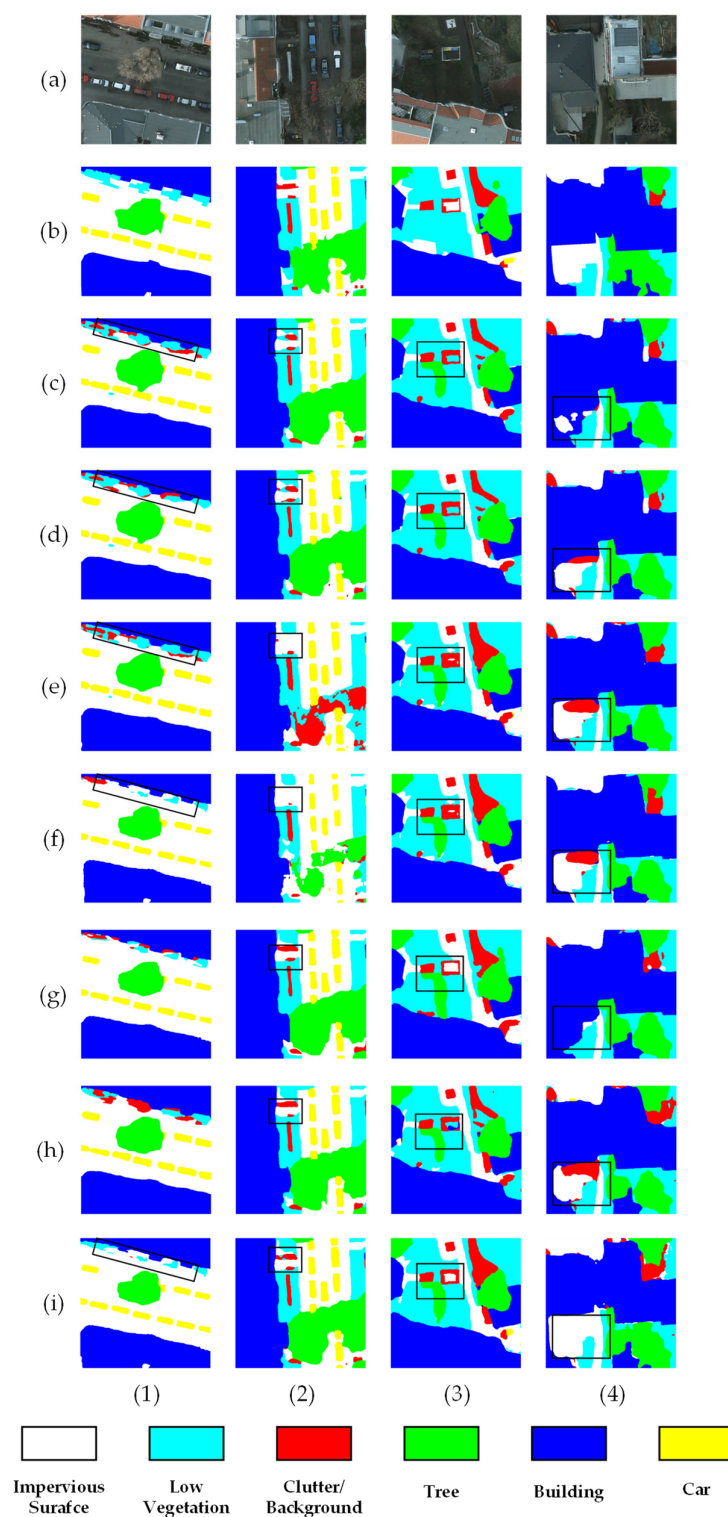 (a)
(b)
(c)
(d)
(e)
(f)
(g)
(h)
(i)
(1) (2) (3) (4)
Impervious Low Clutter/ Tree Building Car
Surafce Vegetation Background